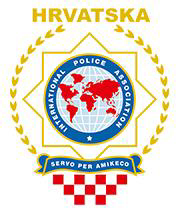 HRVATSKA
INTERNATIONAL POLICE ASSOCIATION
SERVO PER AMIKECO